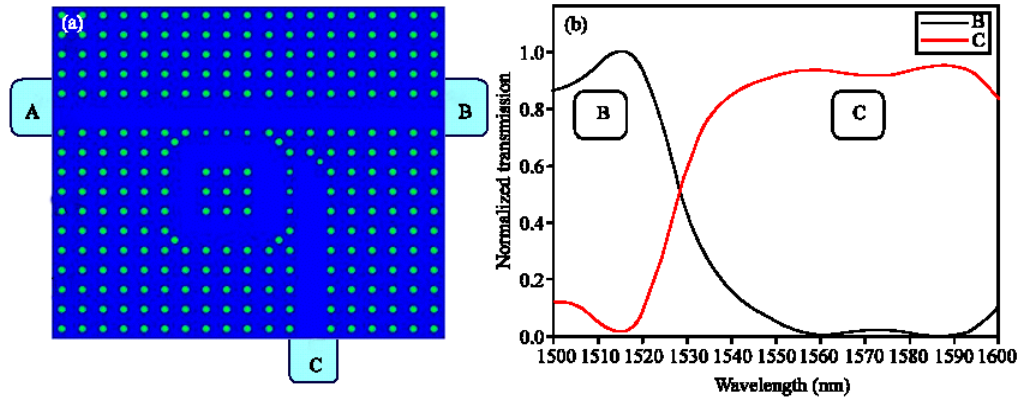 (a)
A
B
C
(b)
B
C
B
C
Normalized transmission
1.0
0.8
0.6
0.4
0.2
0.0
1500 1510 1520 1530 1540 1550 1560 1570 1580 1590 1600
Wavelength (nm)